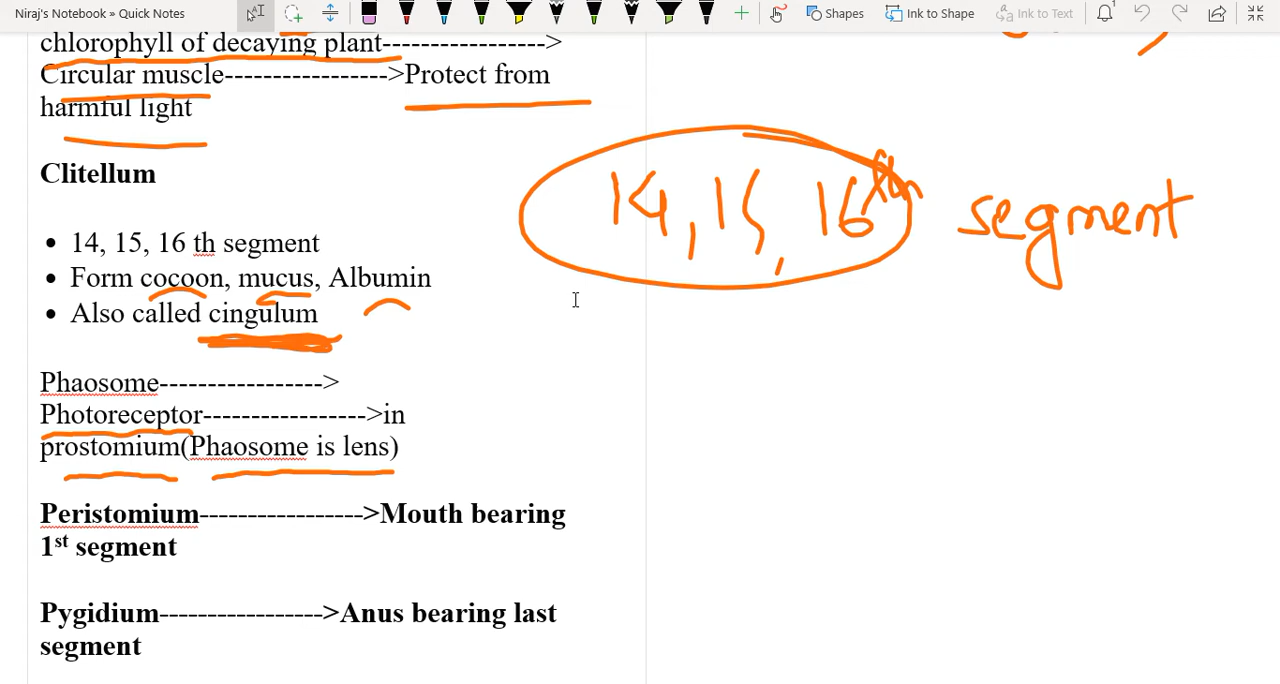 Niraj's Notebook » Quick Notes
Shapes
Ink to Shape
Ink to Text
chlorophyll of decaying plant----------------->
Circular muscle----------------->Protect from
harmful light
Clitellum
• 14, 15, 16 th segment
• Form cocoon, mucus, Albumin
• Also called cingulum
14, 15, 16th segment
Phaosome----------------->
Photoreceptor----------------->in
prostomium(Phaosome is lens)
Peristomium----------------->Mouth bearing
1st segment
Pygidium----------------->Anus bearing last
segment